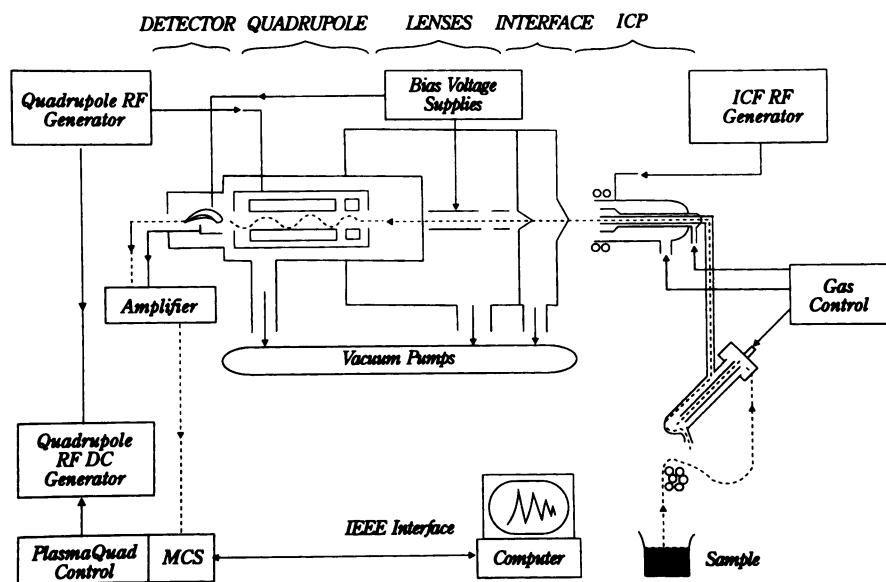 DETECTOR QUADRUPOLE LENSES INTERFACE ICP
Quadrupole RF
Generator
Bias Voltage
Supplies
ICF RF
Generator
Amplifier
Gas
Control
Vacuum Pumps
Quadrupole
RF DC
Generator
IEEE Interface
PlasmaQuad
Control
MCS
Computer
Sample